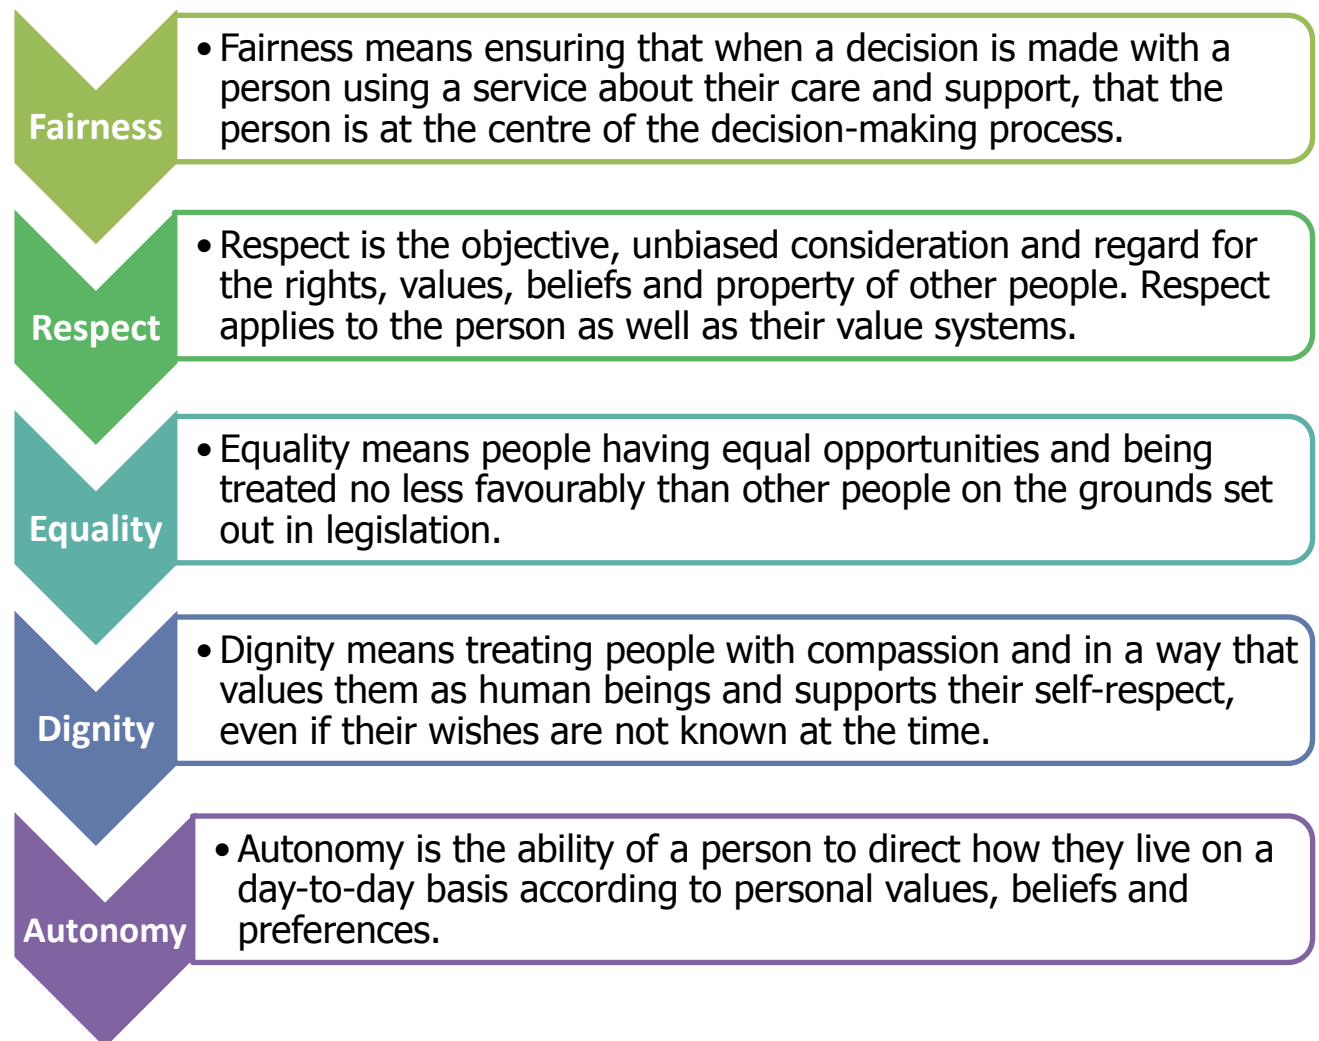 Fairness
• Fairness means ensuring that when a decision is made with a
person using a service about their care and support, that the
person is at the centre of the decision-making process.
Respect
• Respect is the objective, unbiased consideration and regard for
the rights, values, beliefs and property of other people. Respect
applies to the person as well as their value systems.
Equality
• Equality means people having equal opportunities and being
treated no less favourably than other people on the grounds set
out in legislation.
Dignity
• Dignity means treating people with compassion and in a way that
values them as human beings and supports their self-respect,
even if their wishes are not known at the time.
Autonomy
• Autonomy is the ability of a person to direct how they live on a
day-to-day basis according to personal values, beliefs and
preferences.